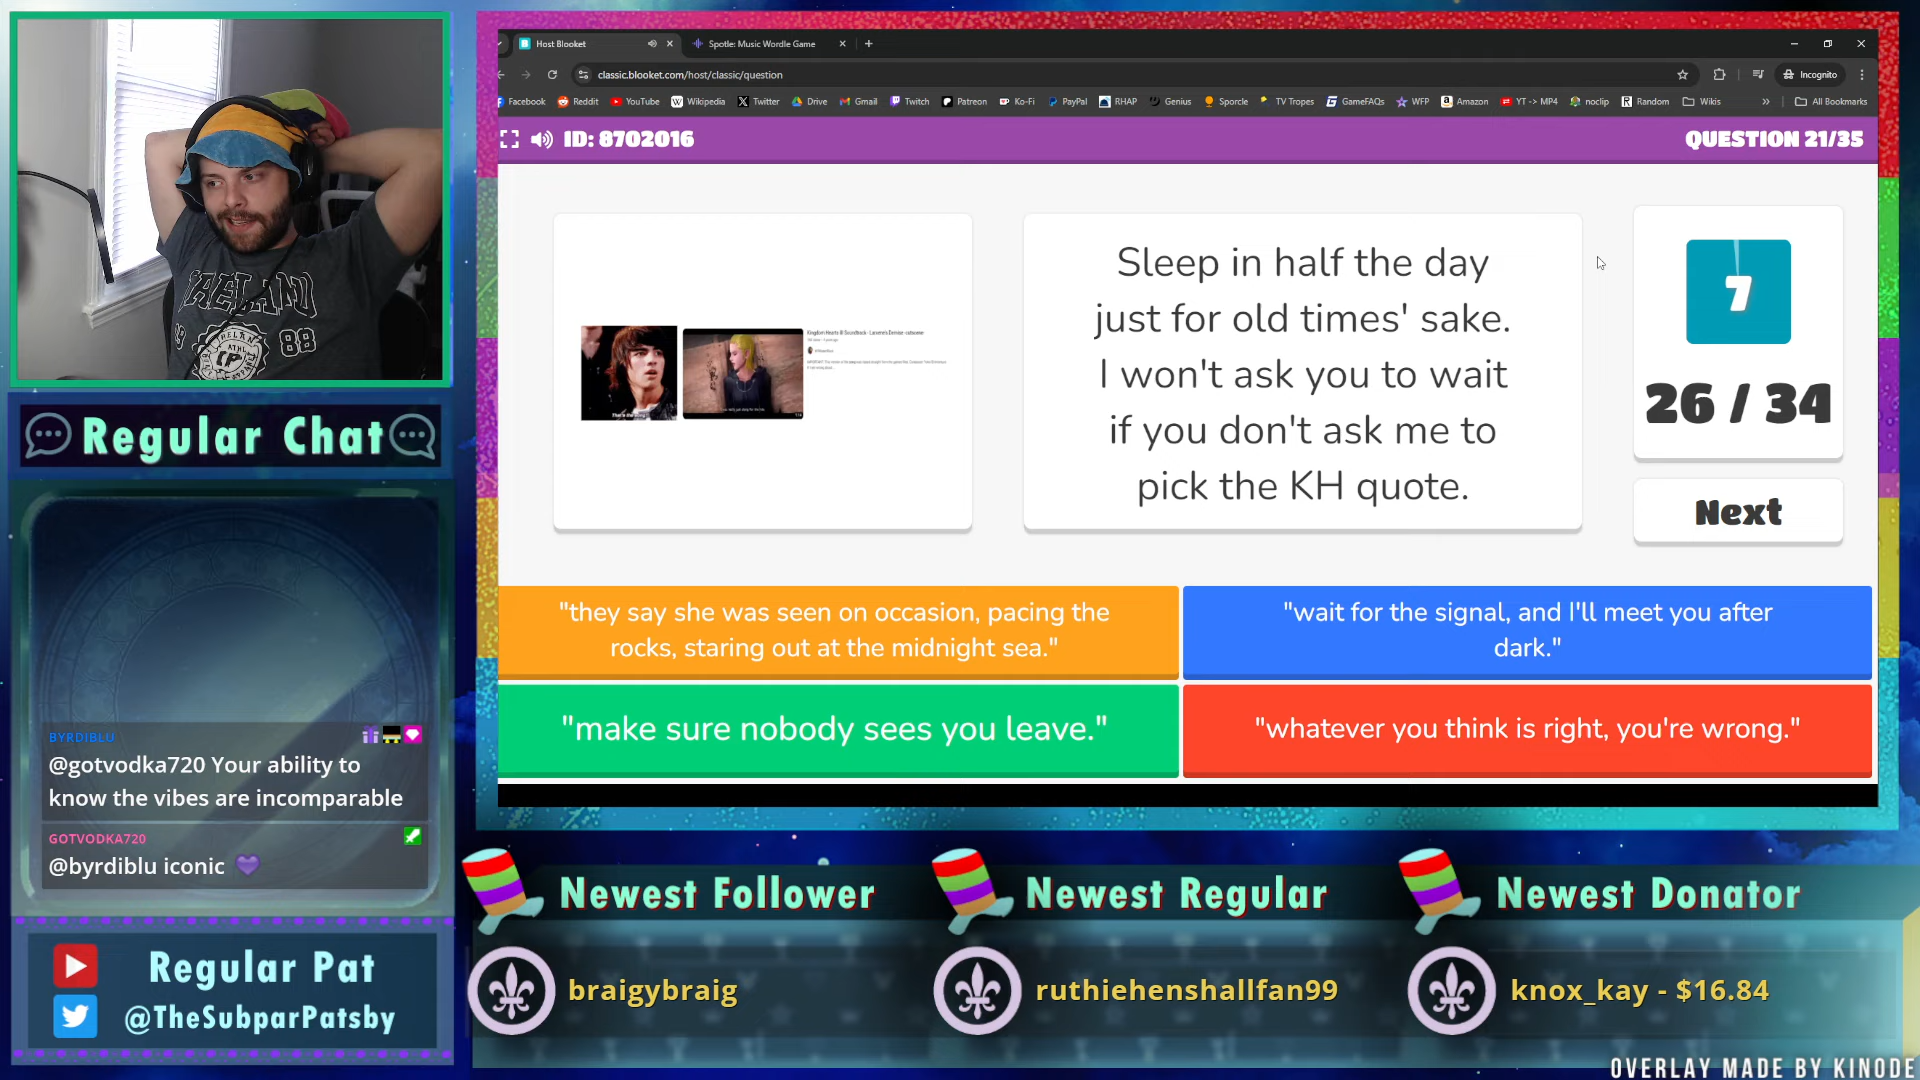 Host Blooket
Spotle: Music Wordle Game
classic.blooket.com/host/classic/question
Incognito
Facebook
Reddit
YouTube
Wikipedia
Twitter
Drive
Gmail
Twitch
Patreon
Ko-Fi
PayPal
RHAP
Genius
Sporcle
TV Tropes
GameFAQs
WFP
Amazon
YT -> MP4
noclip
Random
Wikis
All Bookmarks
ID: 8702016
QUESTION 21/35
Sleep in half the day
just for old times' sake.
I won't ask you to wait
if you don't ask me to
pick the KH quote.
7
26 / 34
Next
"they say she was seen on occasion, pacing the
rocks, staring out at the midnight sea."
"wait for the signal, and I'll meet you after
dark."
"make sure nobody sees you leave."
"whatever you think is right, you're wrong."
88
Regular Chat
BYRDIBLU
@gotvodka720 Your ability to
know the vibes are incomparable
GOTVODKA720
@byrdiblu iconic
Regular Pat
@TheSubparPatsby
Newest Follower
braigybraig
Newest Regular
ruthiehenshallfan99
Newest Donator
knox_kay - $16.84
OVERLAY MADE BY KINODE